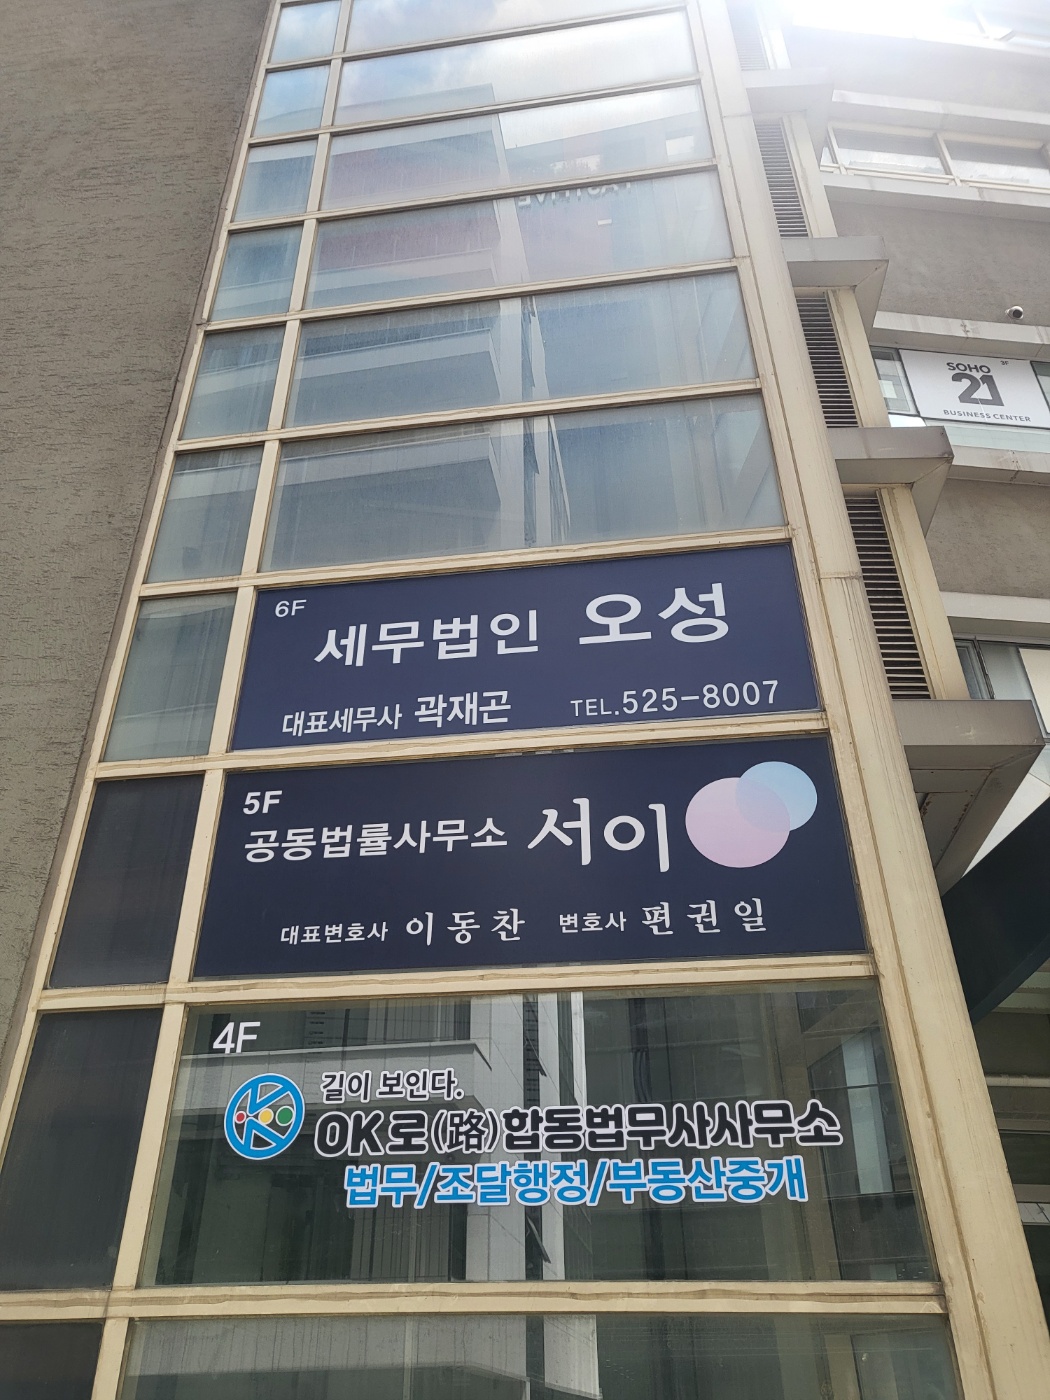 SOHO
21
BUSINESS CENTER
6F
세무법인 오성
대표세무사 곽재곤 TEL.525-8007
5F
공동법률사무소 서이
대표변호사 이동찬 변호사 편권일
4F
길이 보인다.
OK로(路)합동법무사사무소
법무/조달행정/부동산중개